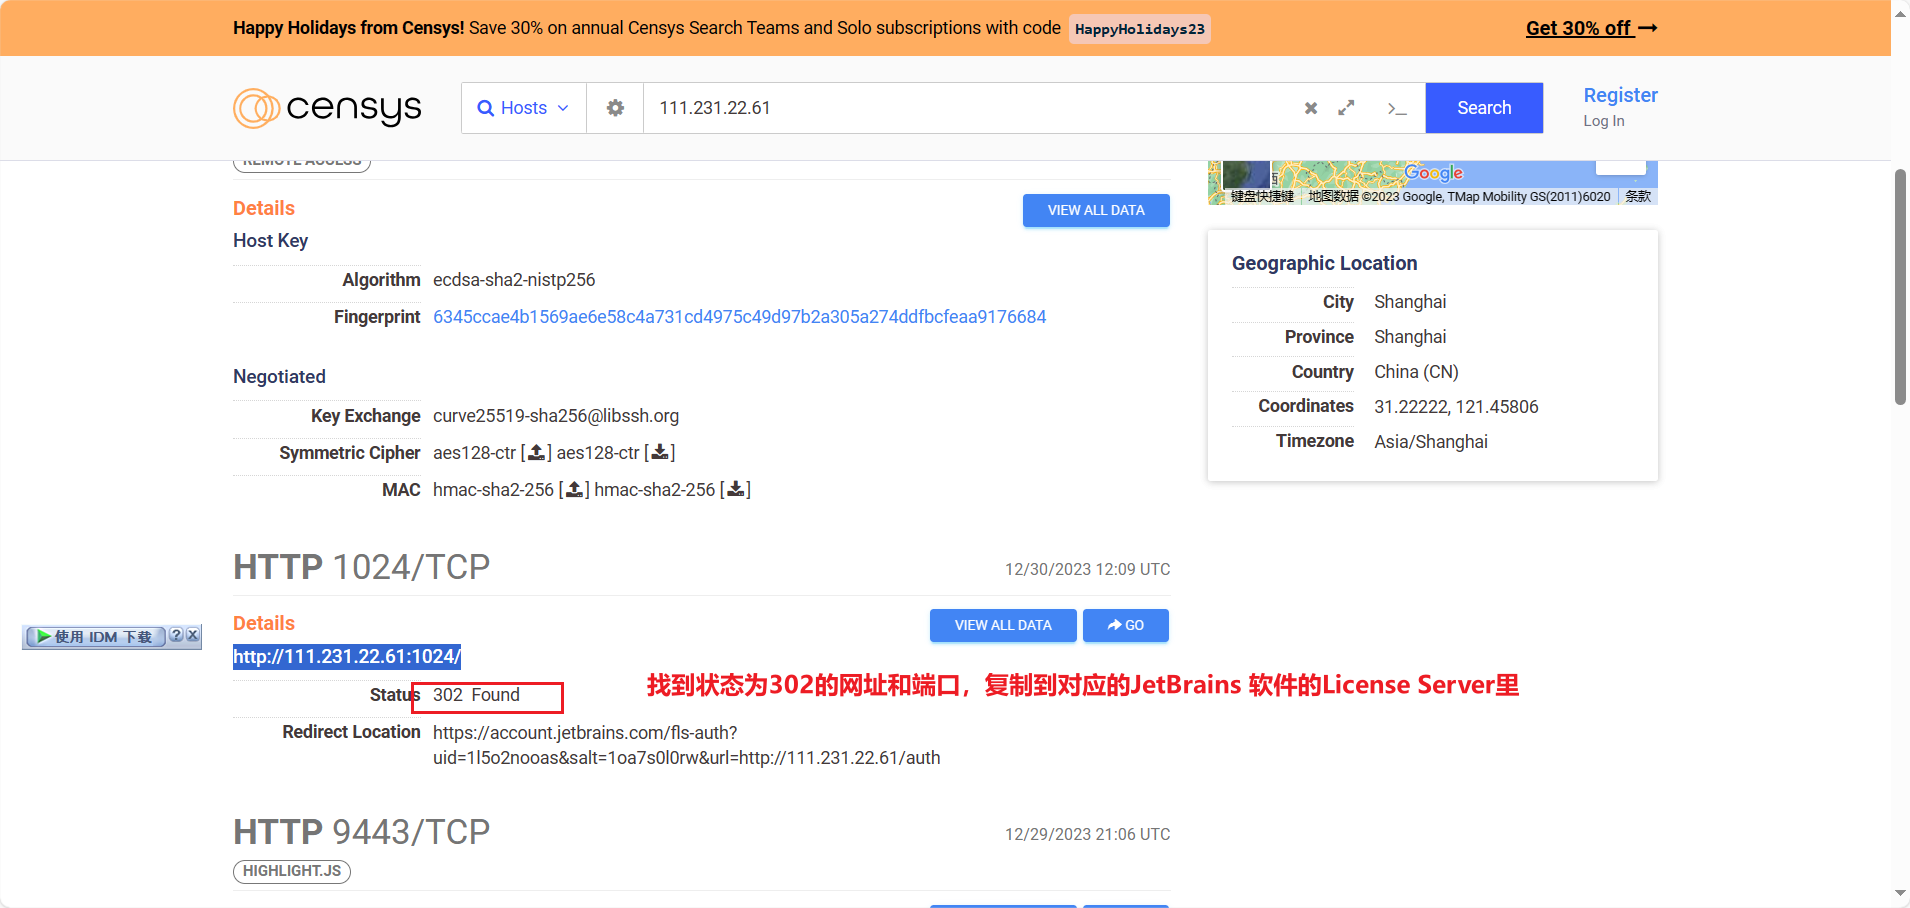 Happy Holidays from Censys! Save 30% on annual Censys Search Teams and Solo subscriptions with code HappyHolidays23 Get 30% off →
censys Hosts 111.231.22.61 >_ Search Register
Log In
REMOTE ACCESS
Google
键盘快捷键 地图数据 ©2023 Google, TMap Mobility GS(2011)6020 条款
Details VIEW ALL DATA
Host Key
Algorithm ecdsa-sha2-nistp256
Fingerprint 6345ccae4b1569ae6e58c4a731cd4975c49d97b2a305a274ddfbcfeaa9176684
Negotiated
Key Exchange curve25519-sha256@libssh.org
Symmetric Cipher aes128-ctr [] aes128-ctr []
MAC hmac-sha2-256 [] hmac-sha2-256 []
Geographic Location
City Shanghai
Province Shanghai
Country China (CN)
Coordinates 31.22222, 121.45806
Timezone Asia/Shanghai
HTTP 1024/TCP 12/30/2023 12:09 UTC
Details VIEW ALL DATA GO
使用 IDM 下载 ? X
http://111.231.22.61:1024/
Status 302 Found
找到状态为302的网址和端口，复制到对应的JetBrains 软件的License Server里
Redirect Location https://account.jetbrains.com/fls-auth?
uid=1l5o2nooas&salt=1oa7s0l0rw&url=http://111.231.22.61/auth
HTTP 9443/TCP 12/29/2023 21:06 UTC
HIGHLIGHT.JS